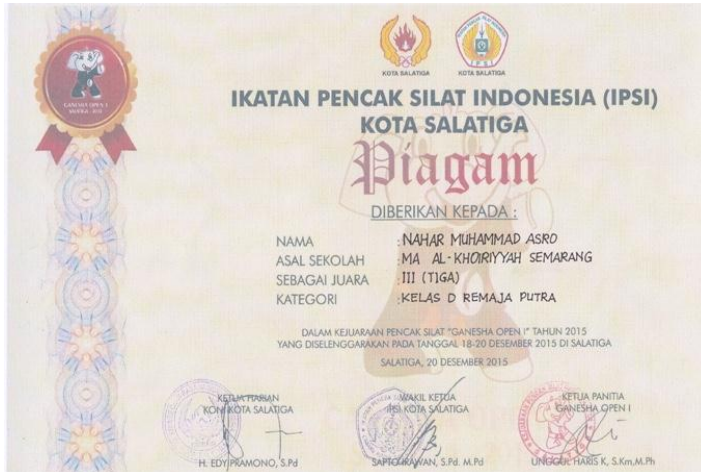 GANESHA OPEN I
KOTA SALATIGA
KOTA SALATIGA
IPSI
IKATAN PENCAK SILAT INDONESIA (IPSI)
KOTA SALATIGA
Piagam
DIBERIKAN KEPADA :
NAMA : NAHAR MUHAMMAD ASRO
ASAL SEKOLAH : MA AL-KHOIRIYYAH SEMARANG
SEBAGAI JUARA : III (TIGA)
KATEGORI : KELAS D REMAJA PUTRA
DALAM KEJUARAAN PENCAK SILAT "GANESHA OPEN I" TAHUN 2015
YANG DISELENGGARAKAN PADA TANGGAL 18-20 DESEMBER 2015 DI SALATIGA
SALATIGA, 20 DESEMBER 2015
KETUA HARIAN
KONI KOTA SALATIGA
WAKIL KETUA
IPSI KOTA SALATIGA
KETUA PANITIA
GANESHA OPEN I
H. EDY PRAMONO, S.Pd
SAPTO IRAWAN, S.Pd. M.Pd
UNGGUL HARIS K, S.Km,M.Ph